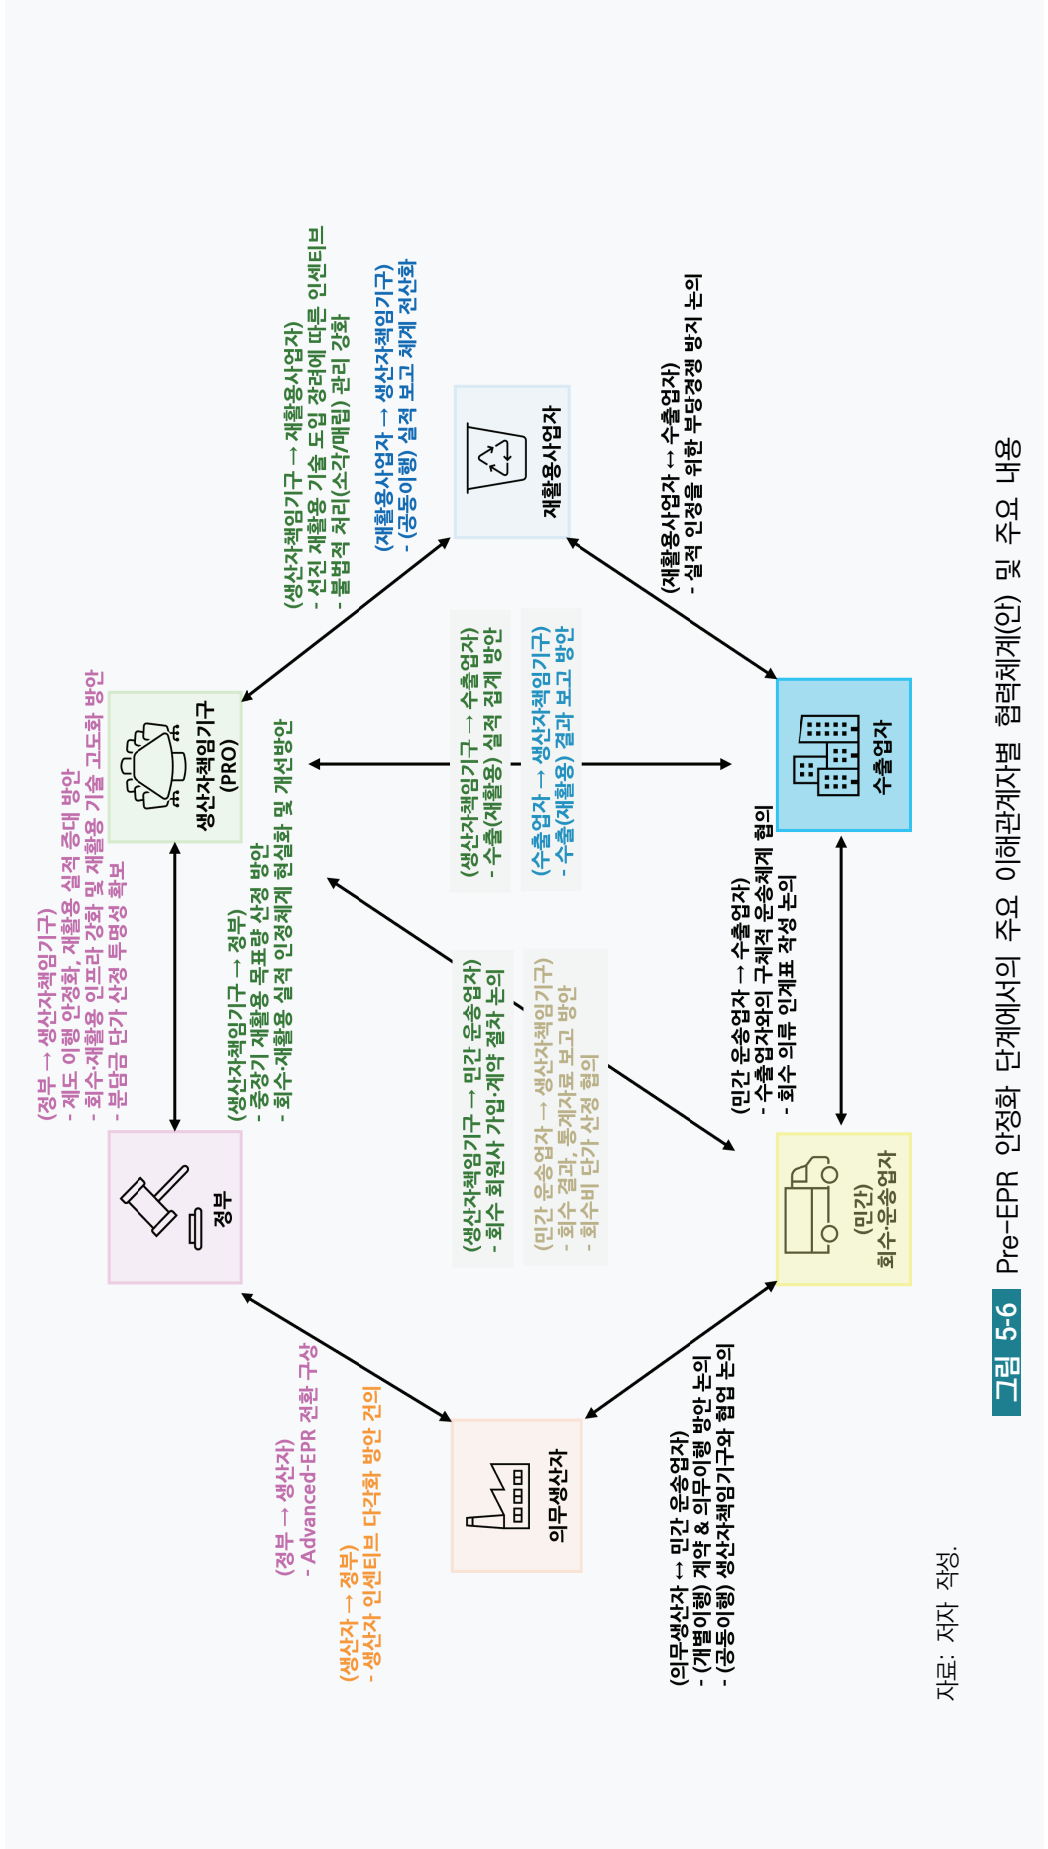 (정부 → 생산자책임기구)
- 제도 이행 안정화, 재활용 실적 증대 방안
- 회수·재활용 인프라 강화 및 재활용 기술 고도화 방안
- 분담금 단가 산정 투명성 확보
정부
생산자책임기구
(PRO)
(생산자책임기구 → 정부)
- 중장기 재활용 목표량 산정 방안
- 회수·재활용 실적 인정체계 현실화 및 개선방안
(정부 → 생산자)
- Advanced-EPR 전환 구상
(생산자 → 정부)
- 생산자 인센티브 다각화 방안 건의
(생산자책임기구 → 재활용사업자)
- 선진 재활용 기술 도입 장려에 따른 인센티브
- 불법적 처리(소각/매립) 관리 강화
(재활용사업자 → 생산자책임기구)
- (공동이행) 실적 보고 체계 전산화
의무생산자
(생산자책임기구 → 민간 운송업자)
- 회수 회원사 가입·계약 절차 논의
(민간 운송업자 → 생산자책임기구)
- 회수 결과, 통계자료 보고 방안
- 회수비 단가 산정 협의
(생산자책임기구 → 수출업자)
- 수출(재활용) 실적 집계 방안
(수출업자 → 생산자책임기구)
- 수출(재활용) 결과 보고 방안
재활용사업자
(의무생산자 ↔ 민간 운송업자)
- (개별이행) 계약 & 의무이행 방안 논의
- (공동이행) 생산자책임기구와 협업 논의
(민간 운송업자 → 수출업자)
- 수출업자와의 구체적 운송체계 협의
- 회수 의류 인계표 작성 논의
(재활용사업자 ↔ 수출업자)
- 실적 인정을 위한 부당경쟁 방지 논의
(민간)
회수·운송업자
수출업자
자료: 저자 작성.
그림 5-6 Pre-EPR 안정화 단계에서의 주요 이해관계자별 협력체계(안) 및 주요 내용